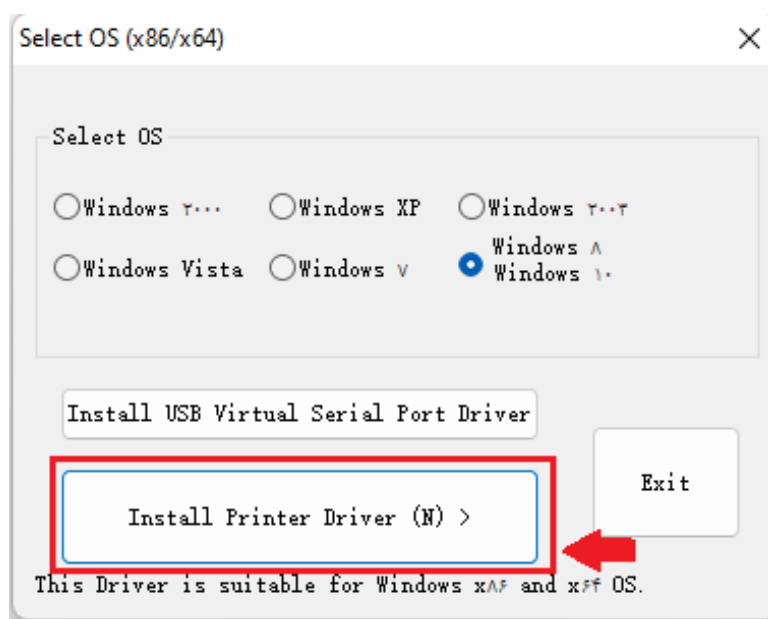 Select OS (x86/x64)
Select OS
Windows ۲۰۰۰ Windows XP Windows ۲۰۰۳
Windows Vista Windows ۷ Windows ۸
Windows ۱۰
Install USB Virtual Serial Port Driver
Install Printer Driver (N) >
Exit
This Driver is suitable for Windows x۸۶ and x۶۴ OS.